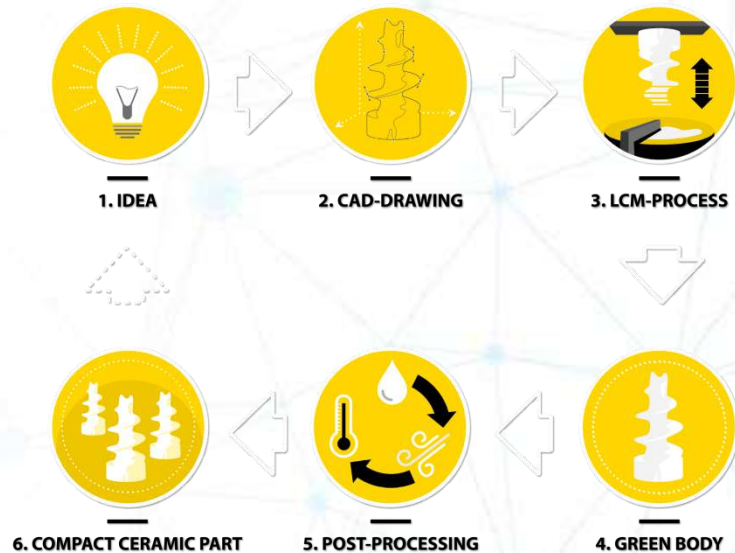 1. IDEA
2. CAD-DRAWING
3. LCM-PROCESS
6. COMPACT CERAMIC PART
5. POST-PROCESSING
4. GREEN BODY